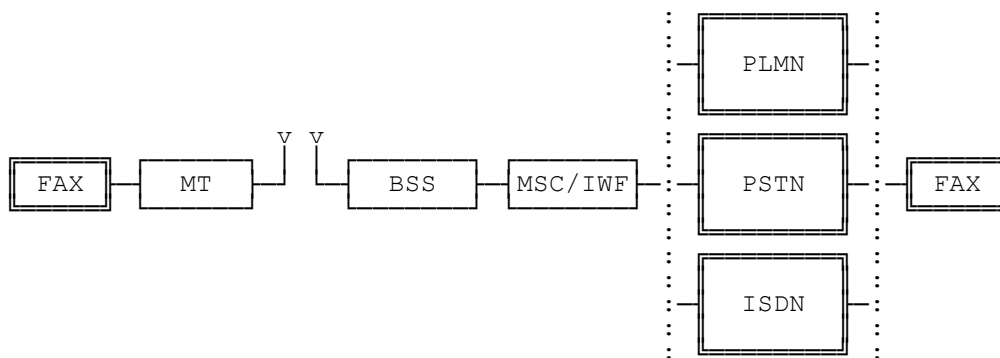 PLMN
v v
FAX MT BSS MSC/IWF PSTN FAX
ISDN